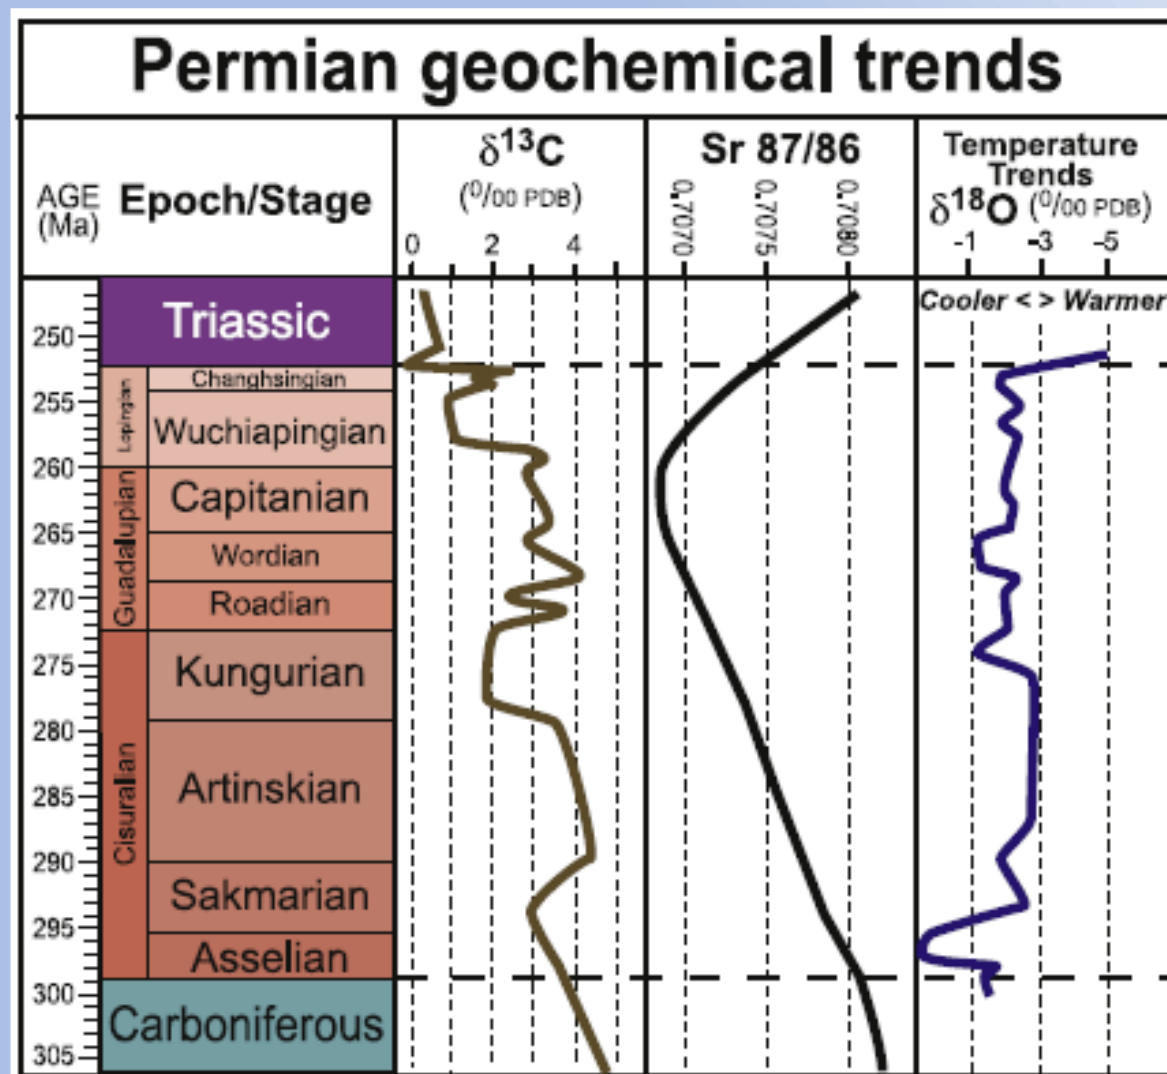 Permian geochemical trends
AGE
(Ma)
Epoch/Stage
δ¹³C
(⁰/00 PDB)
0 2 4
Sr 87/86
0.7070 0.7075 0.7080
Temperature
Trends
δ¹⁸O (⁰/00 PDB)
-1 -3 -5
Cooler < > Warmer
250
255
260
265
270
275
280
285
290
295
300
305
Triassic
Lopingian
Changhsingian
Wuchiapingian
Guadalupian
Capitanian
Wordian
Roadian
Cisuralian
Kungurian
Artinskian
Sakmarian
Asselian
Carboniferous